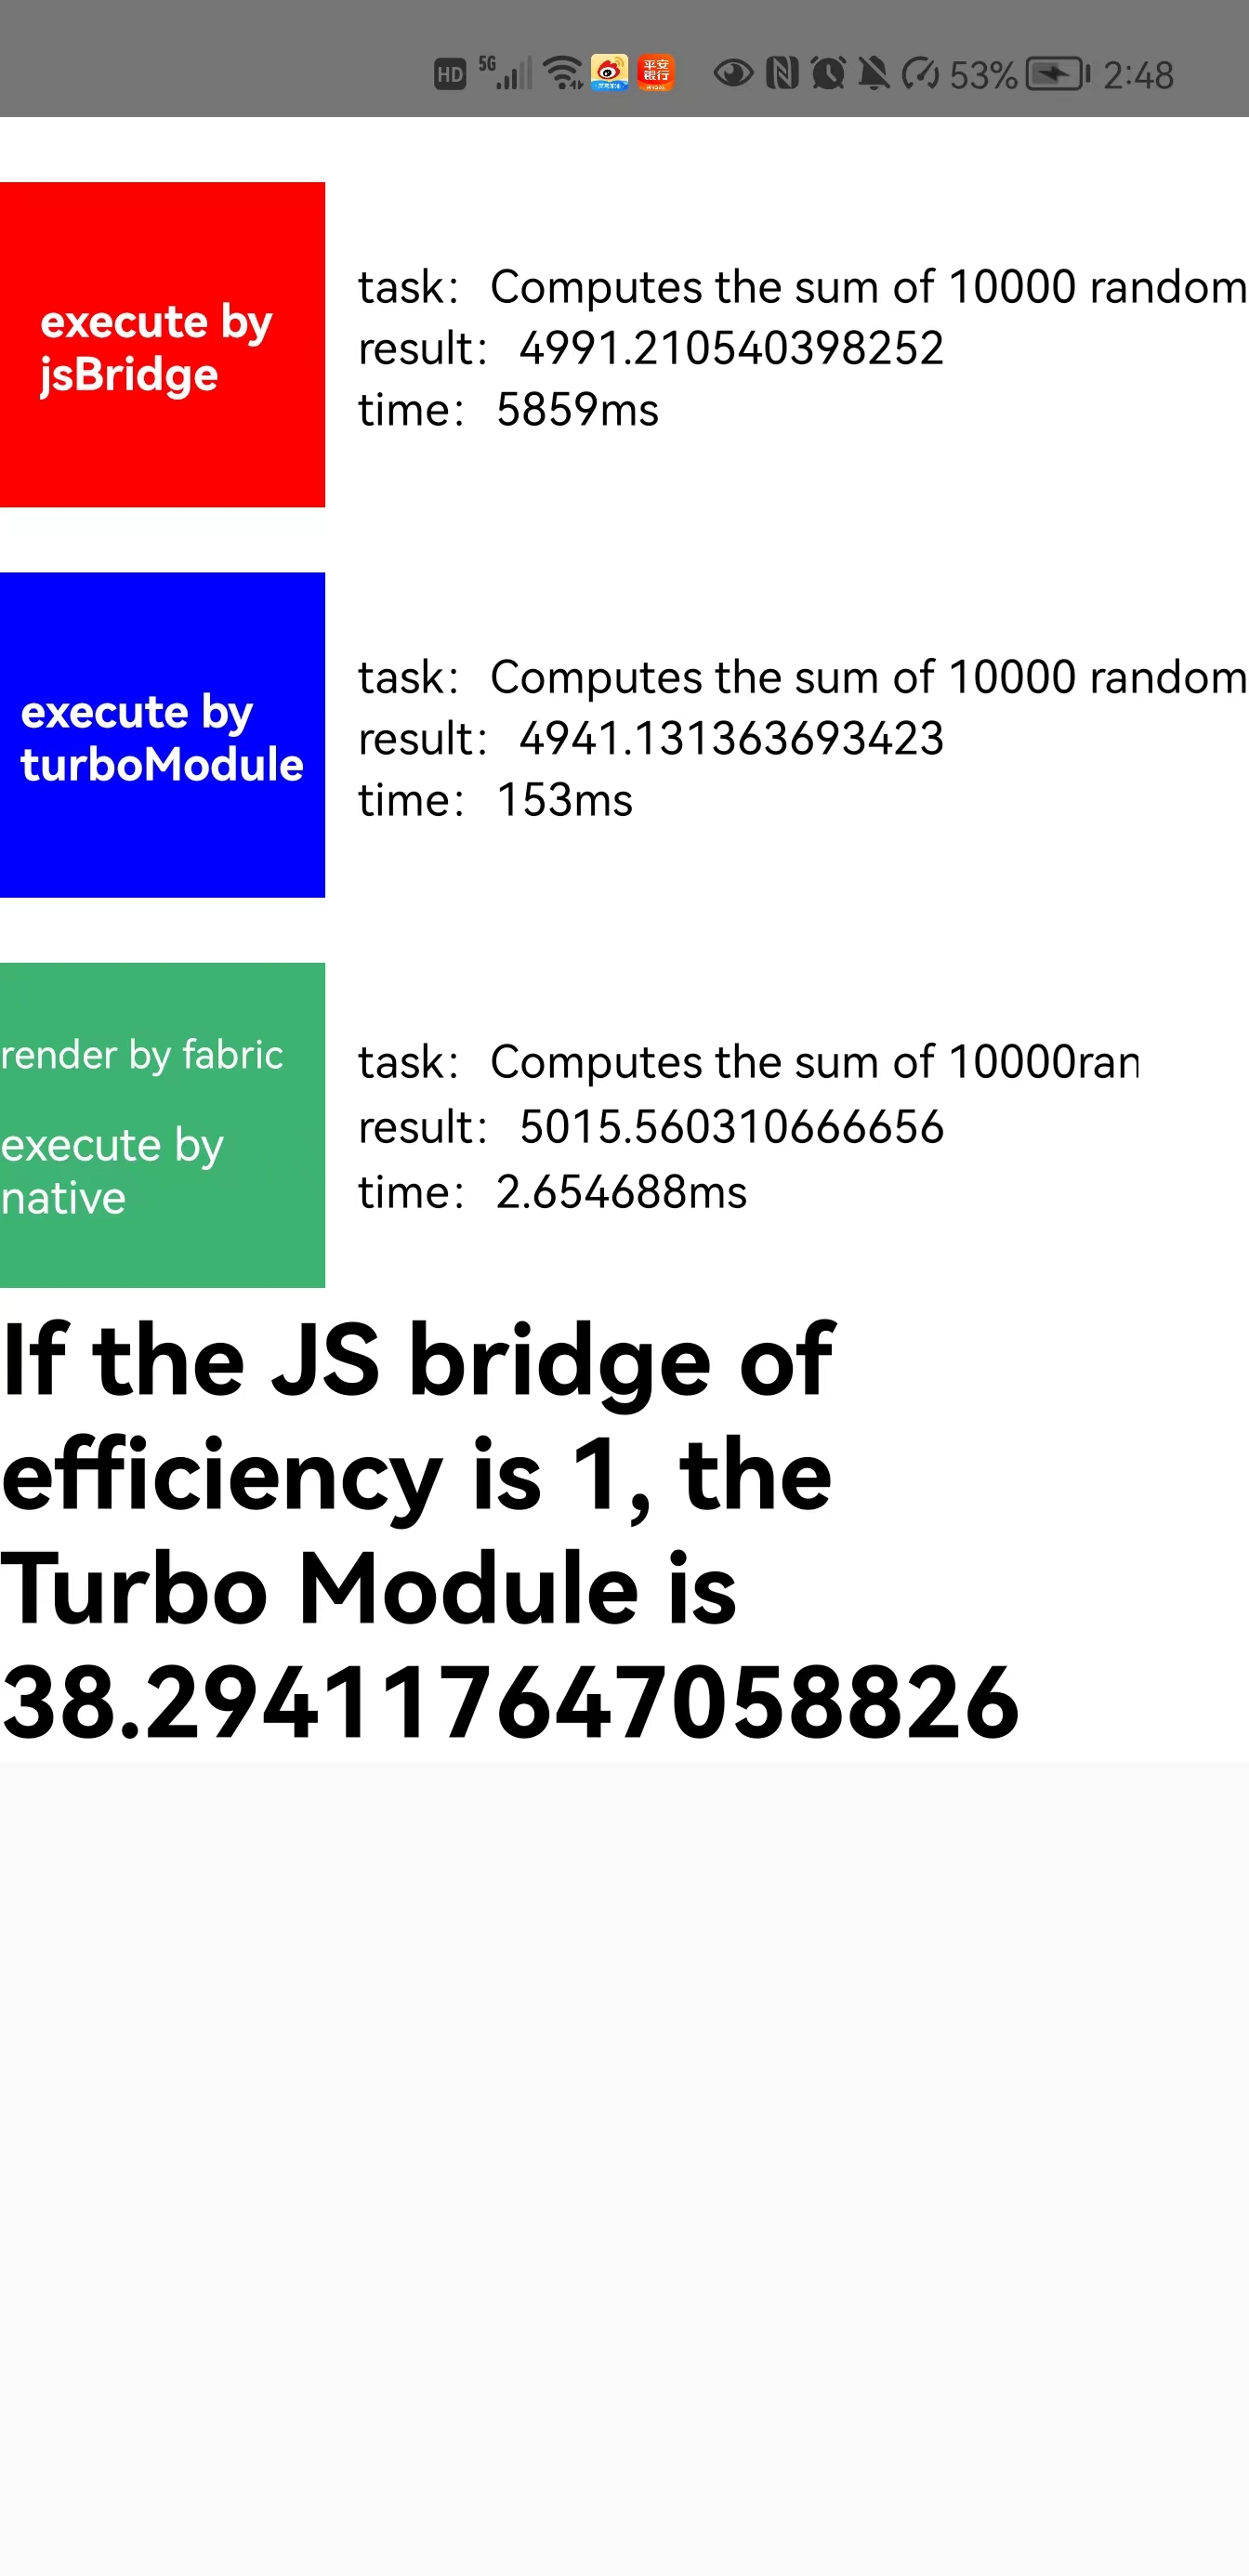 HD 5G 平安银行 53% 2:48
execute by
jsBridge
task： Computes the sum of 10000 random
result： 4991.210540398252
time： 5859ms
execute by
turboModule
task： Computes the sum of 10000 random
result： 4941.131363693423
time： 153ms
render by fabric
execute by
native
task： Computes the sum of 10000ran
result： 5015.560310666656
time： 2.654688ms
If the JS bridge of
efficiency is 1, the
Turbo Module is
38.294117647058826